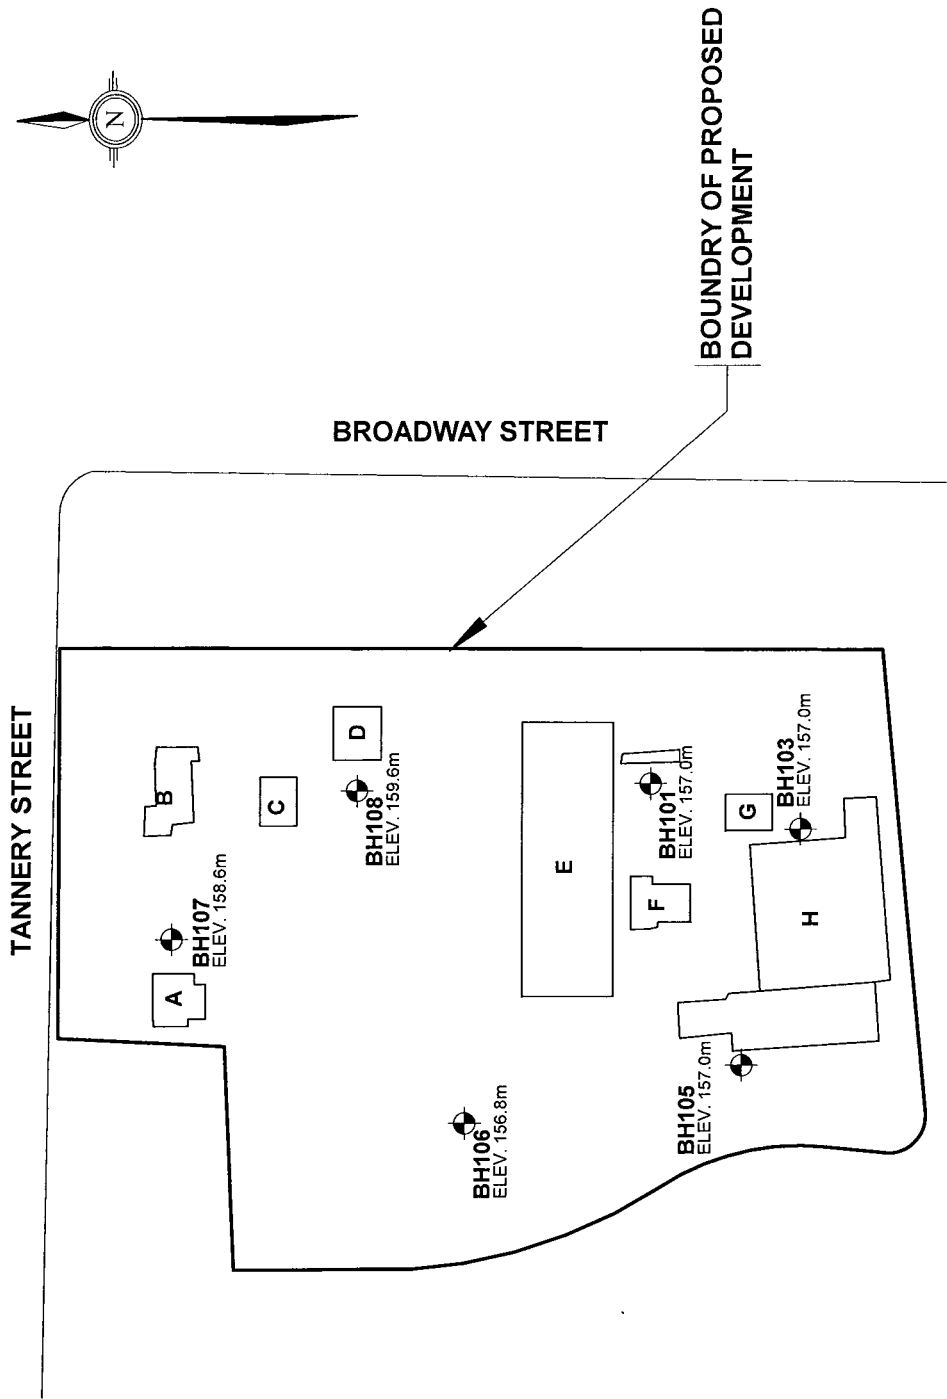 TANNERY STREET
N
B
A
BH107
ELEV. 158.6m
C
D
BH108
ELEV. 159.6m
BROADWAY STREET
BH106
ELEV. 156.8m
E
F
BH101
ELEV. 157.0m
BH105
ELEV. 157.0m
G
BH103
ELEV. 157.0m
H
BOUNDRY OF PROPOSED
DEVELOPMENT